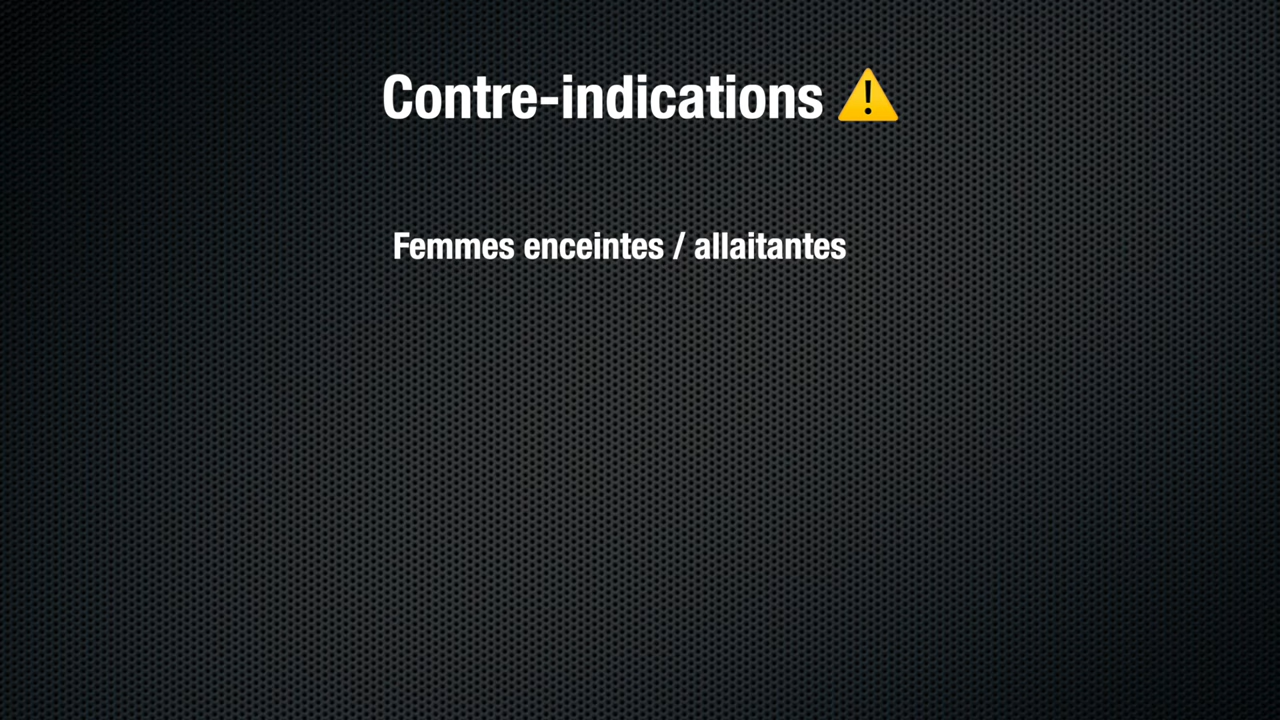 Contre-indications ⚠️
Femmes enceintes / allaitantes